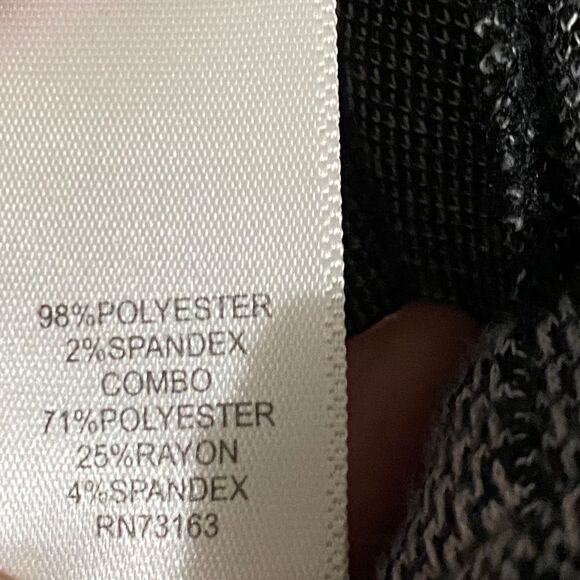 98%POLYESTER
2%SPANDEX
COMBO
71%POLYESTER
25%RAYON
4%SPANDEX
RN73163